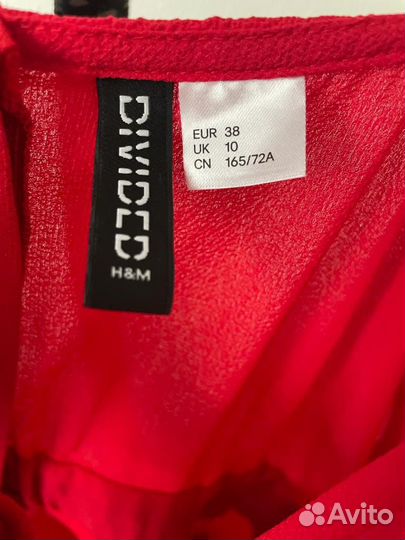 DIVIDED
H&M
EUR 38
UK 10
CN 165/72A
Avito